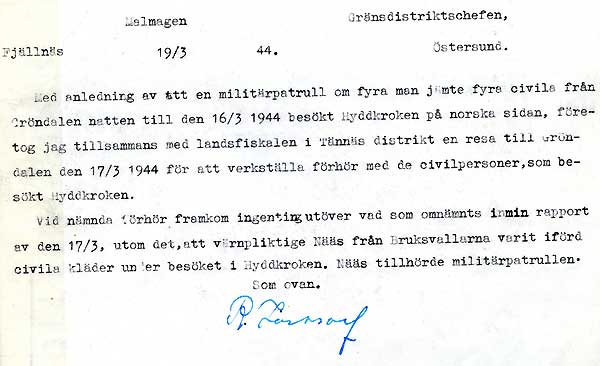 Malmagen Gränsdistriktschefen,
Fjällnäs 19/3 44. Östersund.
Med anledning av att en militärpatrull om fyra man jämte fyra civila från
Gröndalen natten till den 16/3 1944 besökt Hyddkroken på norska sidan, före-
tog jag tillsammans med landsfiskalen i Tännäs distrikt en resa till Grön-
dalen den 17/3 1944 för att verkställa förhör med de civilpersoner,som be-
sökt Hyddkroken.
Vid nämnda förhör framkom ingenting utöver vad som omnämnts inmin rapport
av den 17/3, utom det,att värnpliktige Nääs från Bruksvallarna varit iförd
civila kläder under besöket i Hyddkroken. Nääs tillhörde militärpatrullen.
Som ovan.